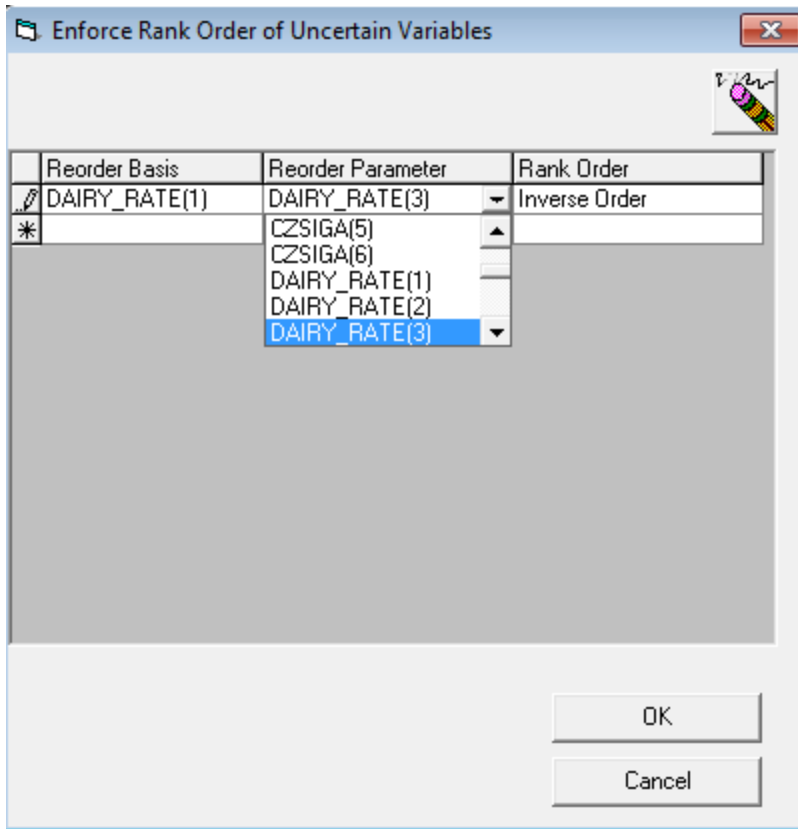 Enforce Rank Order of Uncertain Variables
Reorder Basis Reorder Parameter Rank Order
DAIRY_RATE(1) DAIRY_RATE(3) Inverse Order
CZSIGA(5)
CZSIGA(6)
DAIRY_RATE(1)
DAIRY_RATE(2)
DAIRY_RATE(3)
OK
Cancel